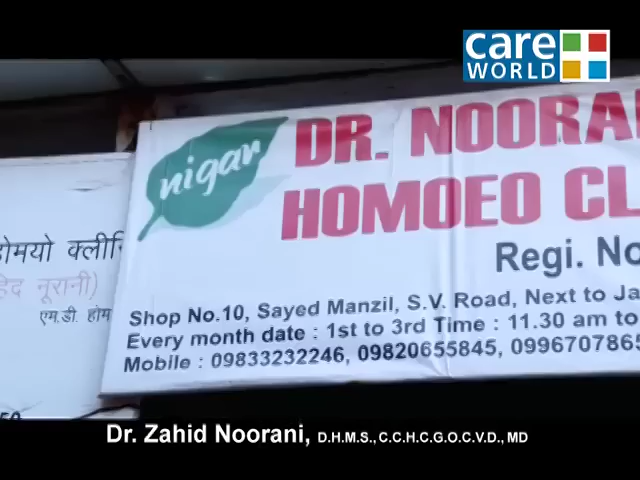 care
WORLD
nigar
DR. NOORA
HOMOEO CL
Regi. No
Shop No.10, Sayed Manzil, S.V. Road, Next to Ja
Every month date : 1st to 3rd Time : 11.30 am to
Mobile : 09833232246, 09820655845, 0996707865
होमयो क्लीनि
हिद नूरानी)
एम.डी. होम
Dr. Zahid Noorani, D.H.M.S., C.C.H.C.G.O.C.V.D., MD